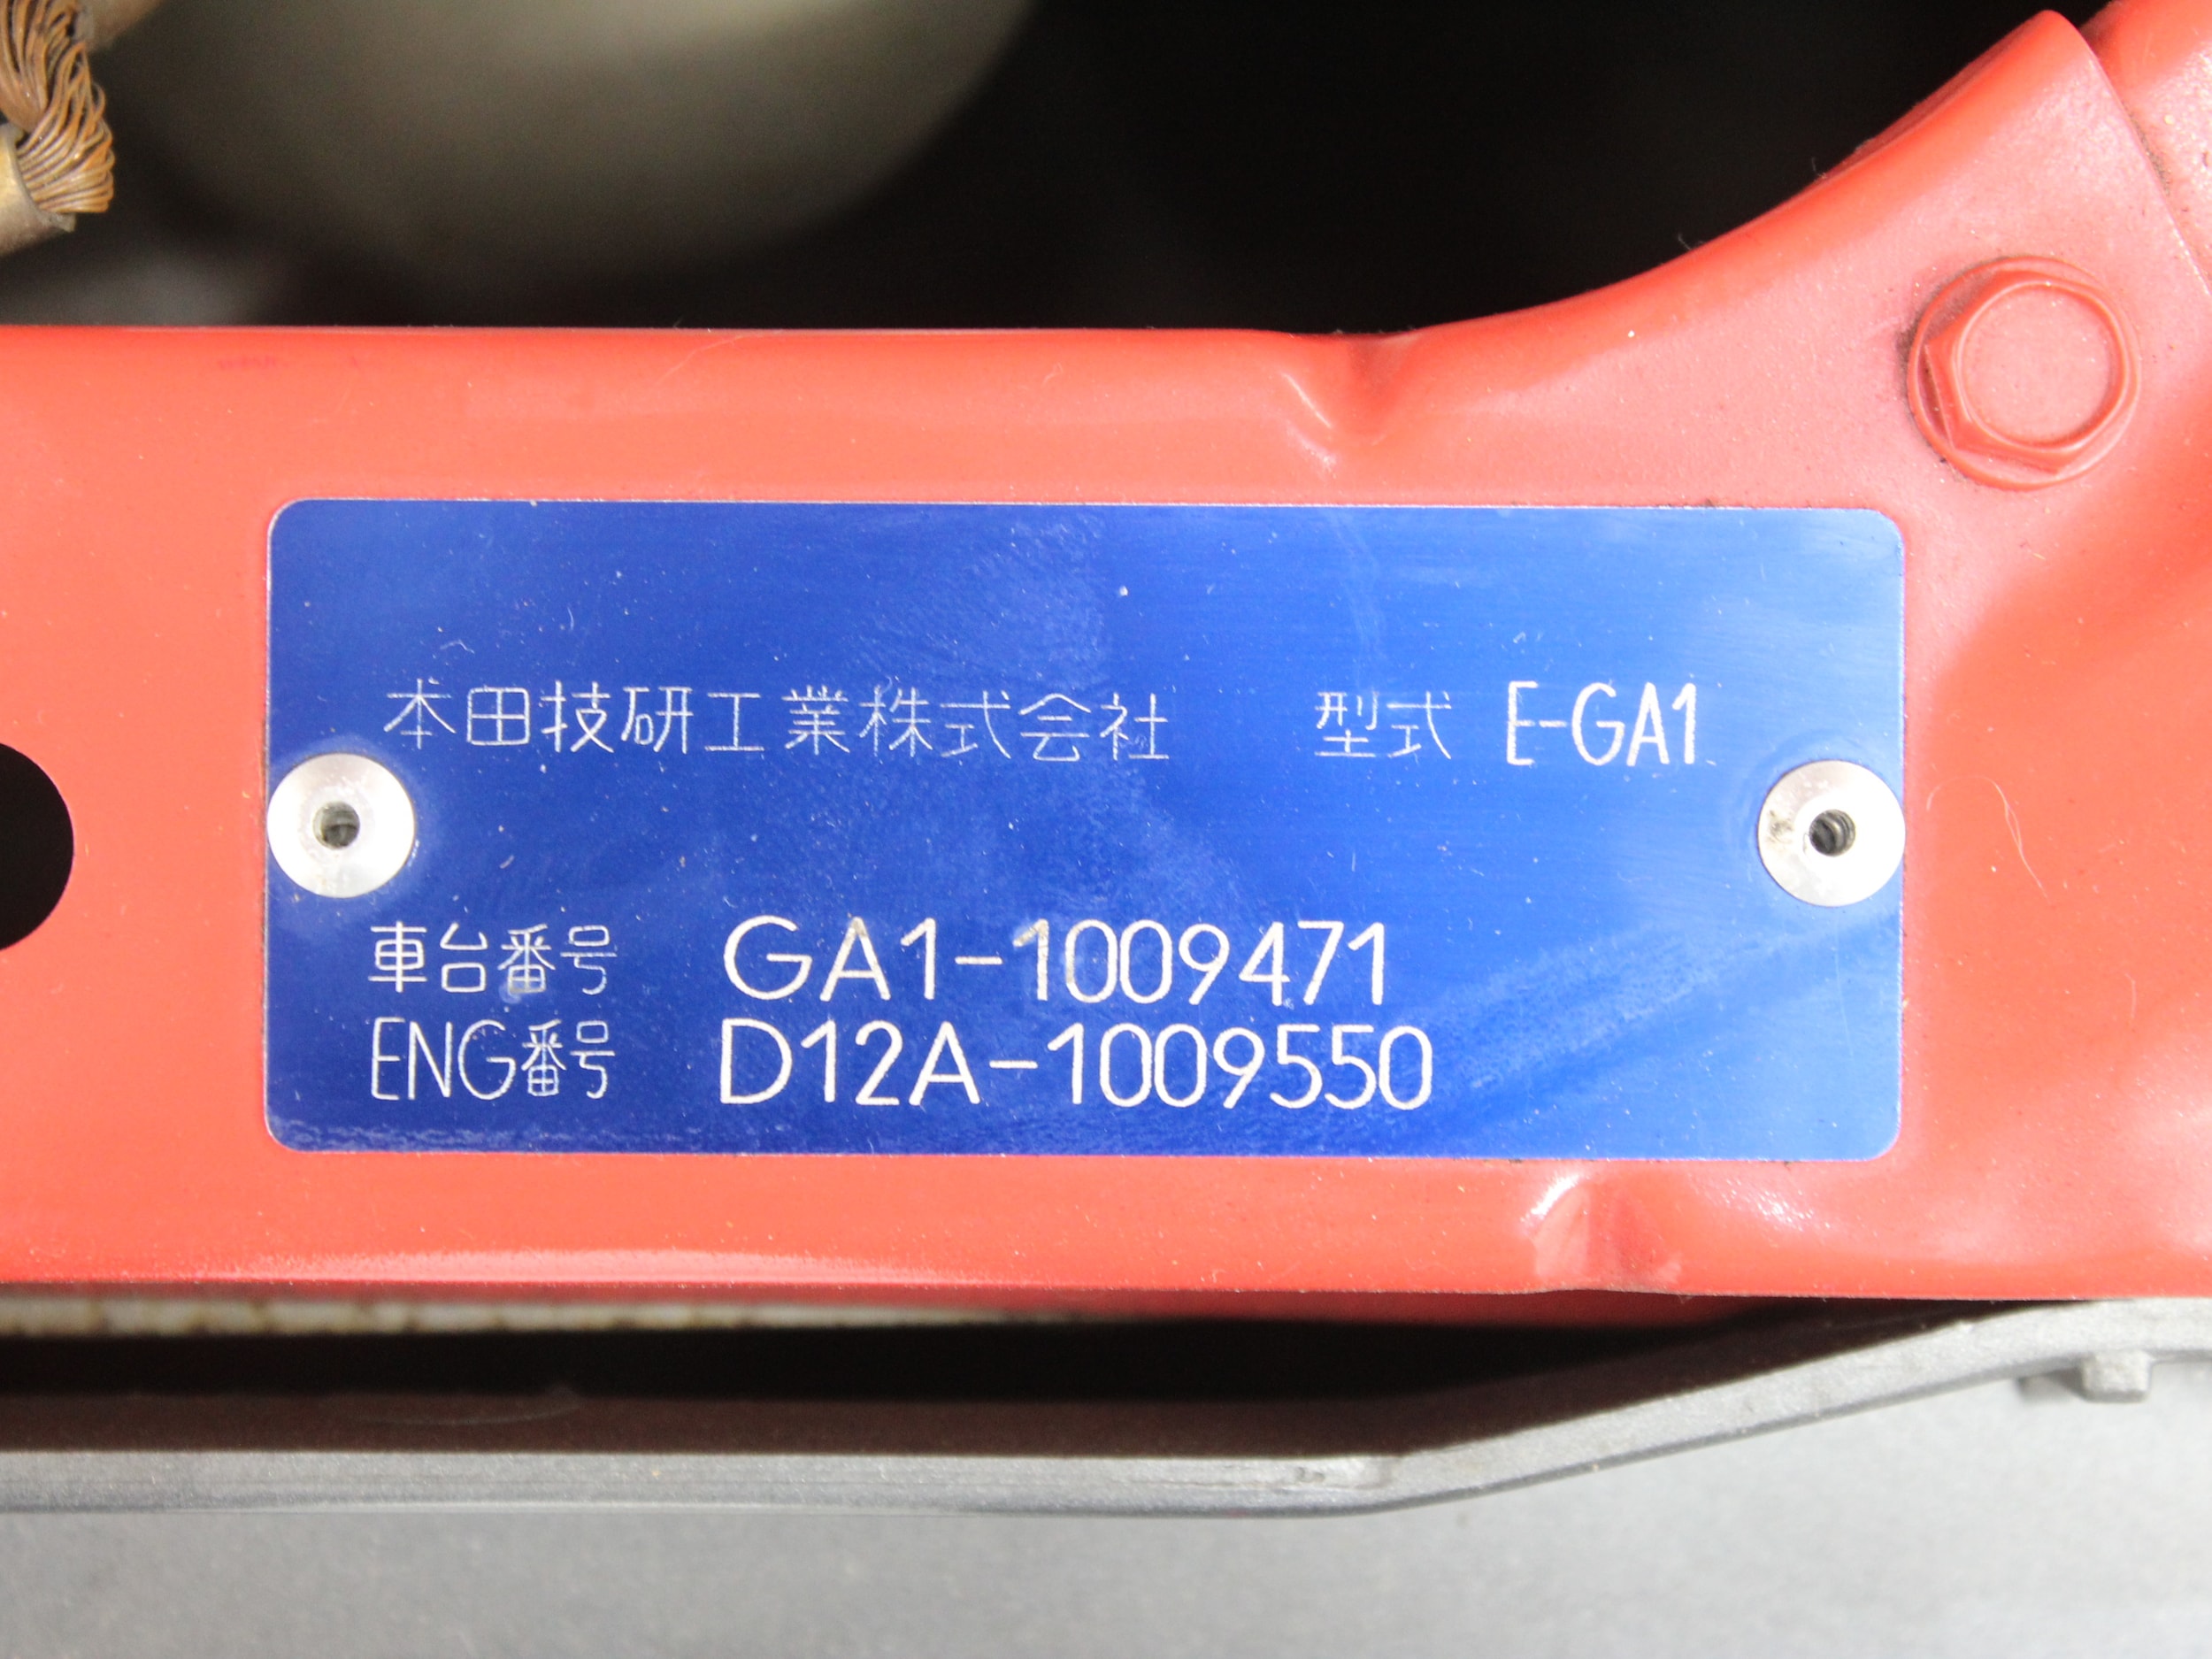 本田技研工業株式会社 型式 E-GA1
車台番号 GA1-1009471
ENG番号 D12A-1009550